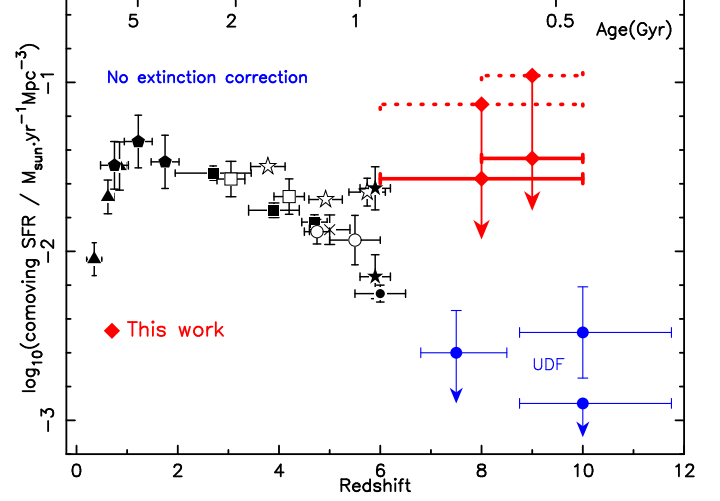 5 2 1 0.5
Age(Gyr)
No extinction correction
−1
−2
−3
log10(comoving SFR / Msun.yr−1Mpc−3)
This work
UDF
0 2 4 6 8 10 12
Redshift